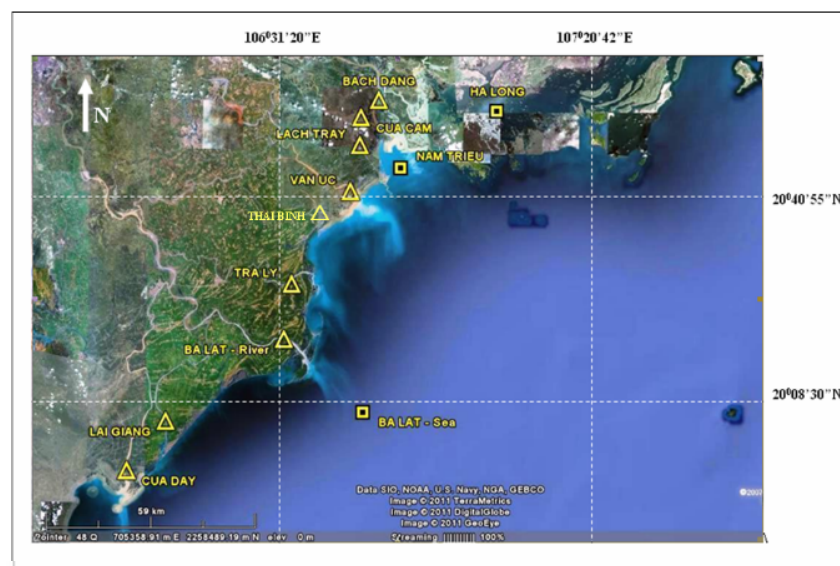 106°31'20"E
107°20'42"E
BACH DANG
HA LONG
N
CUA CAM
LACH TRAY
NAM TRIEU
VAN UC
20°40'55"N
THAI BINH
TRA LY
BA LAT - River
20°08'30"N
BA LAT - Sea
LAI GIANG
CUA DAY
Data SIO, NOAA, U.S. Navy, NGA, GEBCO
Image © 2011 TerraMetrics
Image © 2011 DigitalGlobe
Image © 2011 GeoEye
59 km
Pointer 48 Q 705358.91 m E 2258489.19 m N elev 0 m
Streaming |||||||||| 100%